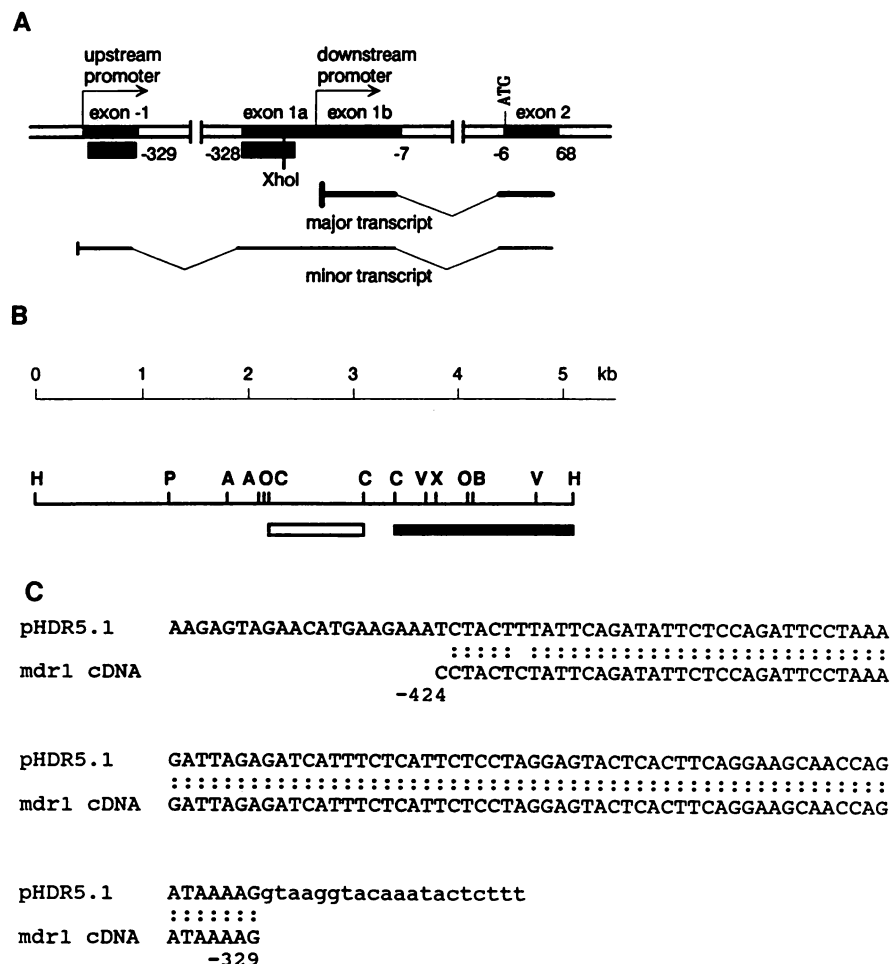 A
upstream promoter
downstream promoter
ATG
exon -1
exon 1a
exon 1b
exon 2
-329
-328
-7
-6
68
XhoI
major transcript
minor transcript
B
0 1 2 3 4 5 kb
H P A A O C C C V X O B V H
C
pHDR5.1 AAGAGTAGAACATGAAGAAATCTACTTTATTCAGATATTCTCCAGATTCCTAAA
::::: :::::::::::::::::::::::::::::
mdr1 cDNA CCTACTCTATTCAGATATTCTCCAGATTCCTAAA
-424
pHDR5.1 GATTAGAGATCATTTCTCATTCTCCTAGGAGTACTCACTTCAGGAAGCAACCAG
::::::::::::::::::::::::::::::::::::::::::::::::::::::
mdr1 cDNA GATTAGAGATCATTTCTCATTCTCCTAGGAGTACTCACTTCAGGAAGCAACCAG
pHDR5.1 ATAAAAGgtaaggtacaaatactcttt
:::::::
mdr1 cDNA ATAAAAG
-329